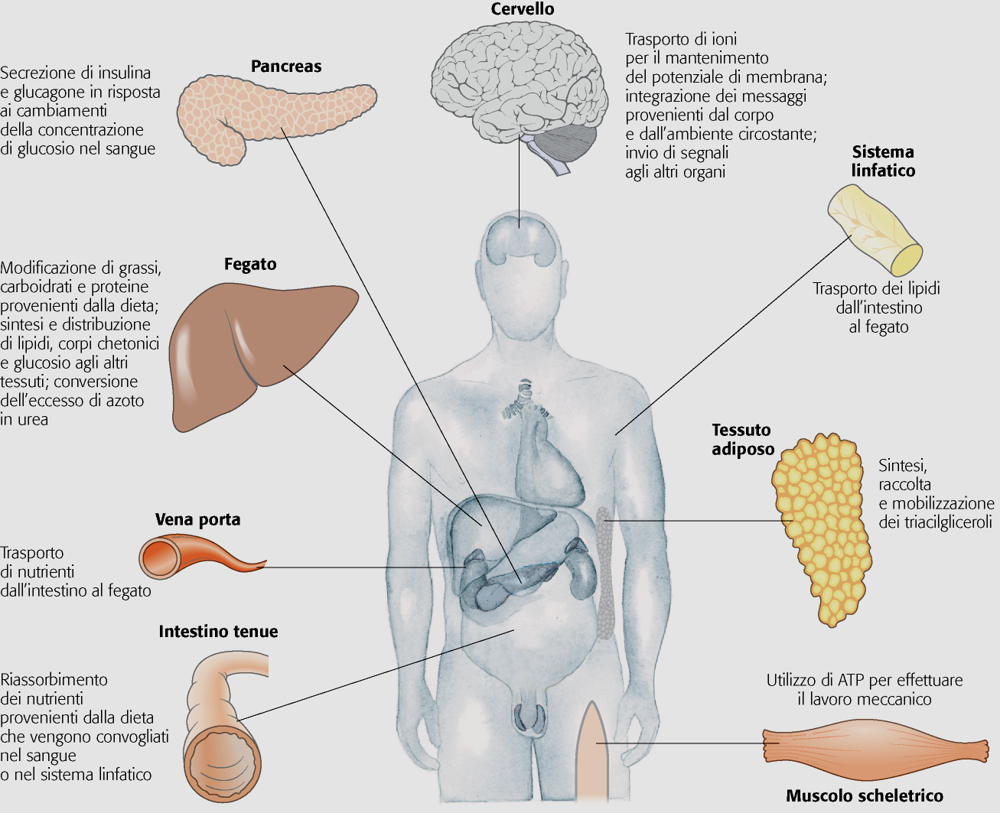 Cervello
Trasporto di ioni
per il mantenimento
del potenziale di membrana;
integrazione dei messaggi
provenienti dal corpo
e dall'ambiente circostante;
invio di segnali
agli altri organi
Pancreas
Secrezione di insulina
e glucagone in risposta
ai cambiamenti
della concentrazione
di glucosio nel sangue
Sistema
linfatico
Trasporto dei lipidi
dall'intestino
al fegato
Fegato
Modificazione di grassi,
carboidrati e proteine
provenienti dalla dieta;
sintesi e distribuzione
di lipidi, corpi chetonici
e glucosio agli altri
tessuti; conversione
dell'eccesso di azoto
in urea
Tessuto
adiposo
Sintesi,
raccolta
e mobilizzazione
dei triacilgliceroli
Vena porta
Trasporto
di nutrienti
dall'intestino al fegato
Intestino tenue
Riassorbimento
dei nutrienti
provenienti dalla dieta
che vengono convogliati
nel sangue
o nel sistema linfatico
Utilizzo di ATP per effettuare
il lavoro meccanico
Muscolo scheletrico